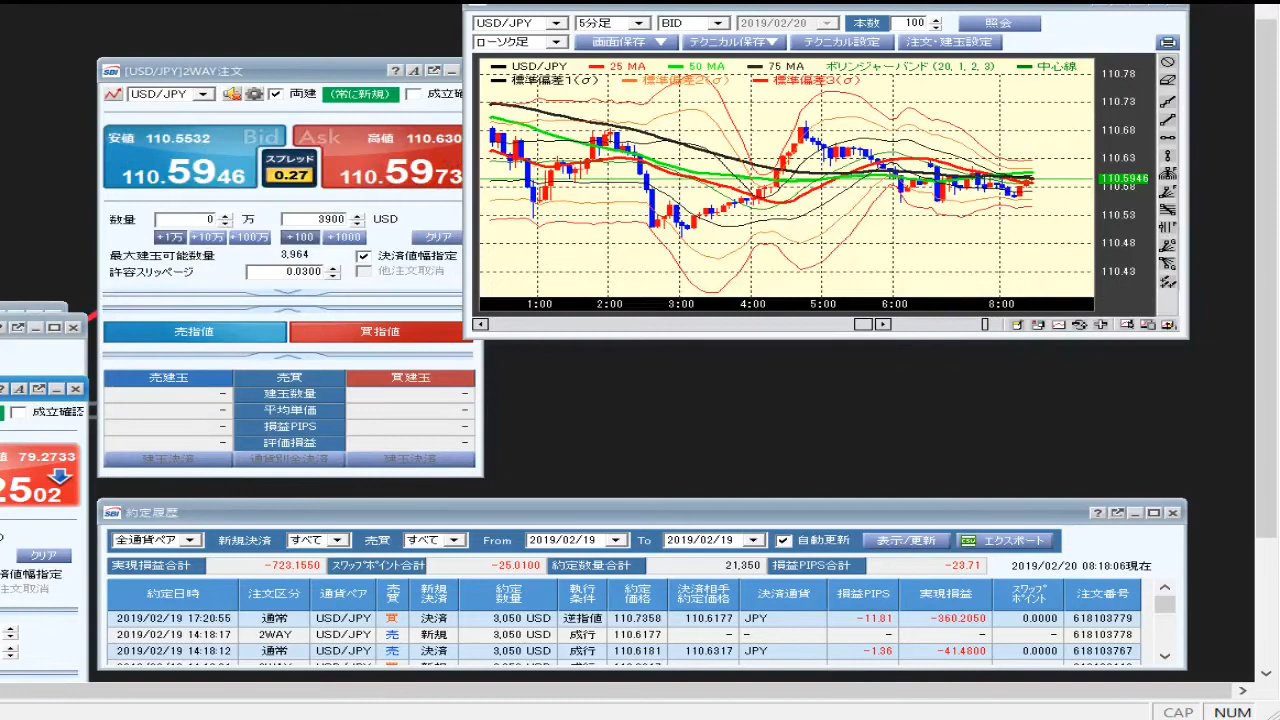 USD/JPY 5分足 BID 2019/02/20 本数 100 照会
ローソク足 画面保存▼ テクニカル保存▼ テクニカル設定 注文・建玉設定
USD/JPY 25 MA 50 MA 75 MA ボリンジャーバンド (20, 1, 2, 3) 中心線
標準偏差1(σ) 標準偏差2(σ) 標準偏差3(σ)
110.78
110.73
110.68
110.63
110.5946
110.58
110.53
110.48
110.43
1:00 2:00 3:00 4:00 5:00 6:00 8:00
SBI [USD/JPY]2WAY注文
USD/JPY 両建 (常に新規) 成立確
安値 110.5532 Bid Ask 高値 110.630
110.5946 スプレッド 0.27 110.5973
数量 0 万 3900 USD
+1万 +10万 +100万 +100 +1000 クリア
最大建玉可能数量 3,964 決済値幅指定
許容スリッページ 0.0300 他注文取消
売指値 買指値
売建玉 売買 買建玉
- 建玉数量 -
- 平均単価 -
- 損益PIPS -
- 評価損益 -
建玉決済 通貨別全決済 建玉決済
成立確認
値 79.2733
2502
クリア
済値幅指定
注文取消
SBI 約定履歴
全通貨ペア 新規決済 すべて 売買 すべて From 2019/02/19 To 2019/02/19 自動更新 表示/更新 CSV エクスポート
実現損益合計 -723.1550 スワップポイント合計 -25.0100 約定数量合計 21,350 損益PIPS合計 -23.71 2019/02/20 08:18:06現在
約定日時 注文区分 通貨ペア 売買 新規決済 約定数量 執行条件 約定価格 決済相手約定価格 決済通貨 損益PIPS 実現損益 スワップポイント 注文番号
2019/02/19 17:20:55 通常 USD/JPY 買 決済 3,050 USD 逆指値 110.7358 110.6177 JPY -11.81 -360.2050 0.0000 618103779
2019/02/19 14:18:17 2WAY USD/JPY 売 新規 3,050 USD 成行 110.6177 - - - - - 618103778
2019/02/19 14:18:12 通常 USD/JPY 売 決済 3,050 USD 成行 110.6181 110.6317 JPY -1.36 -41.4800 0.0000 618103767
CAP NUM